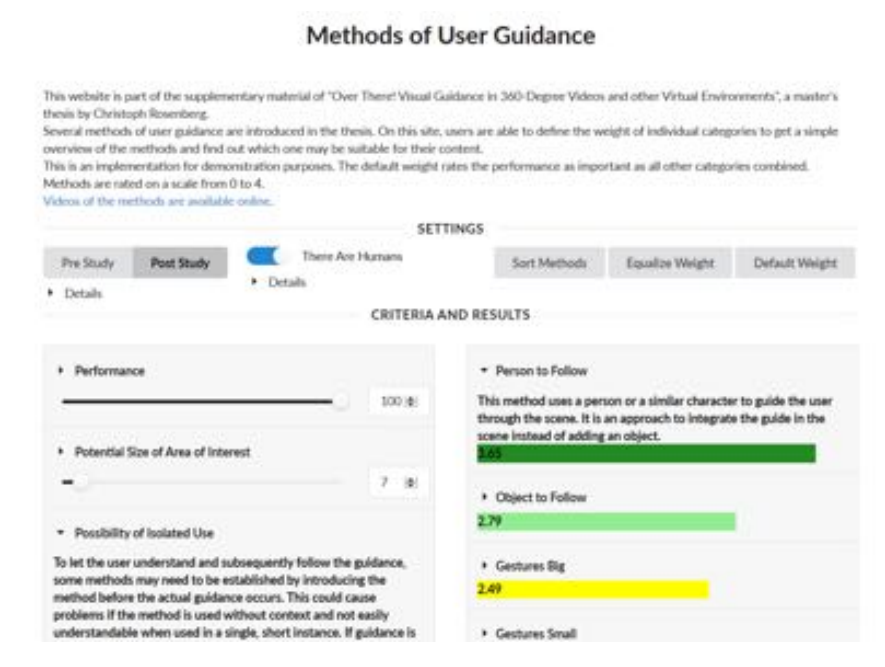 Methods of User Guidance
This website is part of the supplementary material of "Over There! Visual Guidance in 360-Degree Videos and other Virtual Environments", a master's
thesis by Christoph Rosenberg.
Several methods of user guidance are introduced in the thesis. On this site, users are able to define the weight of individual categories to get a simple
overview of the methods and find out which one may be suitable for their content.
This is an implementation for demonstration purposes. The default weight rates the performance as important as all other categories combined.
Methods are rated on a scale from 0 to 4.
Videos of the methods are available online.
SETTINGS
Pre Study Post Study There Are Humans Sort Methods Equalize Weight Default Weight
Details Details
CRITERIA AND RESULTS
Performance
100
Potential Size of Area of Interest
7
Possibility of Isolated Use
To let the user understand and subsequently follow the guidance,
some methods may need to be established by introducing the
method before the actual guidance occurs. This could cause
problems if the method is used without context and not easily
understandable when used in a single, short instance. If guidance is
Person to Follow
This method uses a person or a similar character to guide the user
through the scene. It is an approach to integrate the guide in the
scene instead of adding an object.
3.65
Object to Follow
2.79
Gestures Big
2.49
Gestures Small